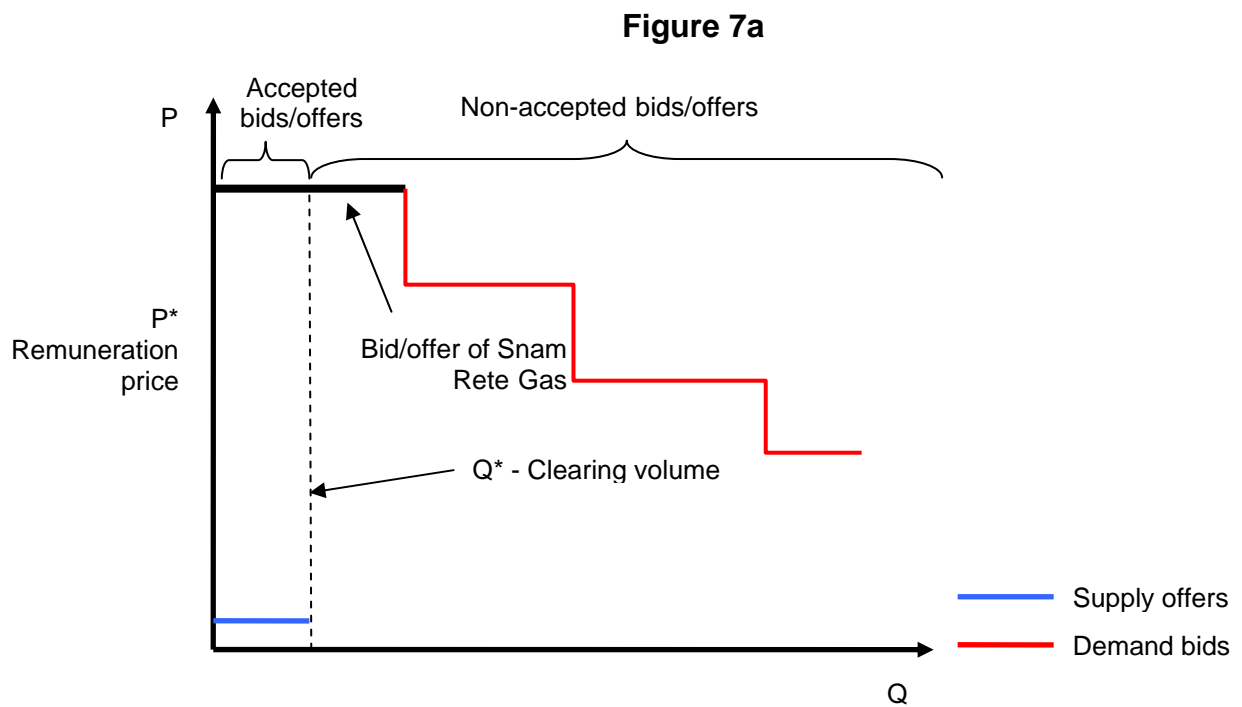 Figure 7a
Accepted
bids/offers
Non-accepted bids/offers
P
P*
Remuneration
price
Bid/offer of Snam
Rete Gas
Q* - Clearing volume
Supply offers
Demand bids
Q